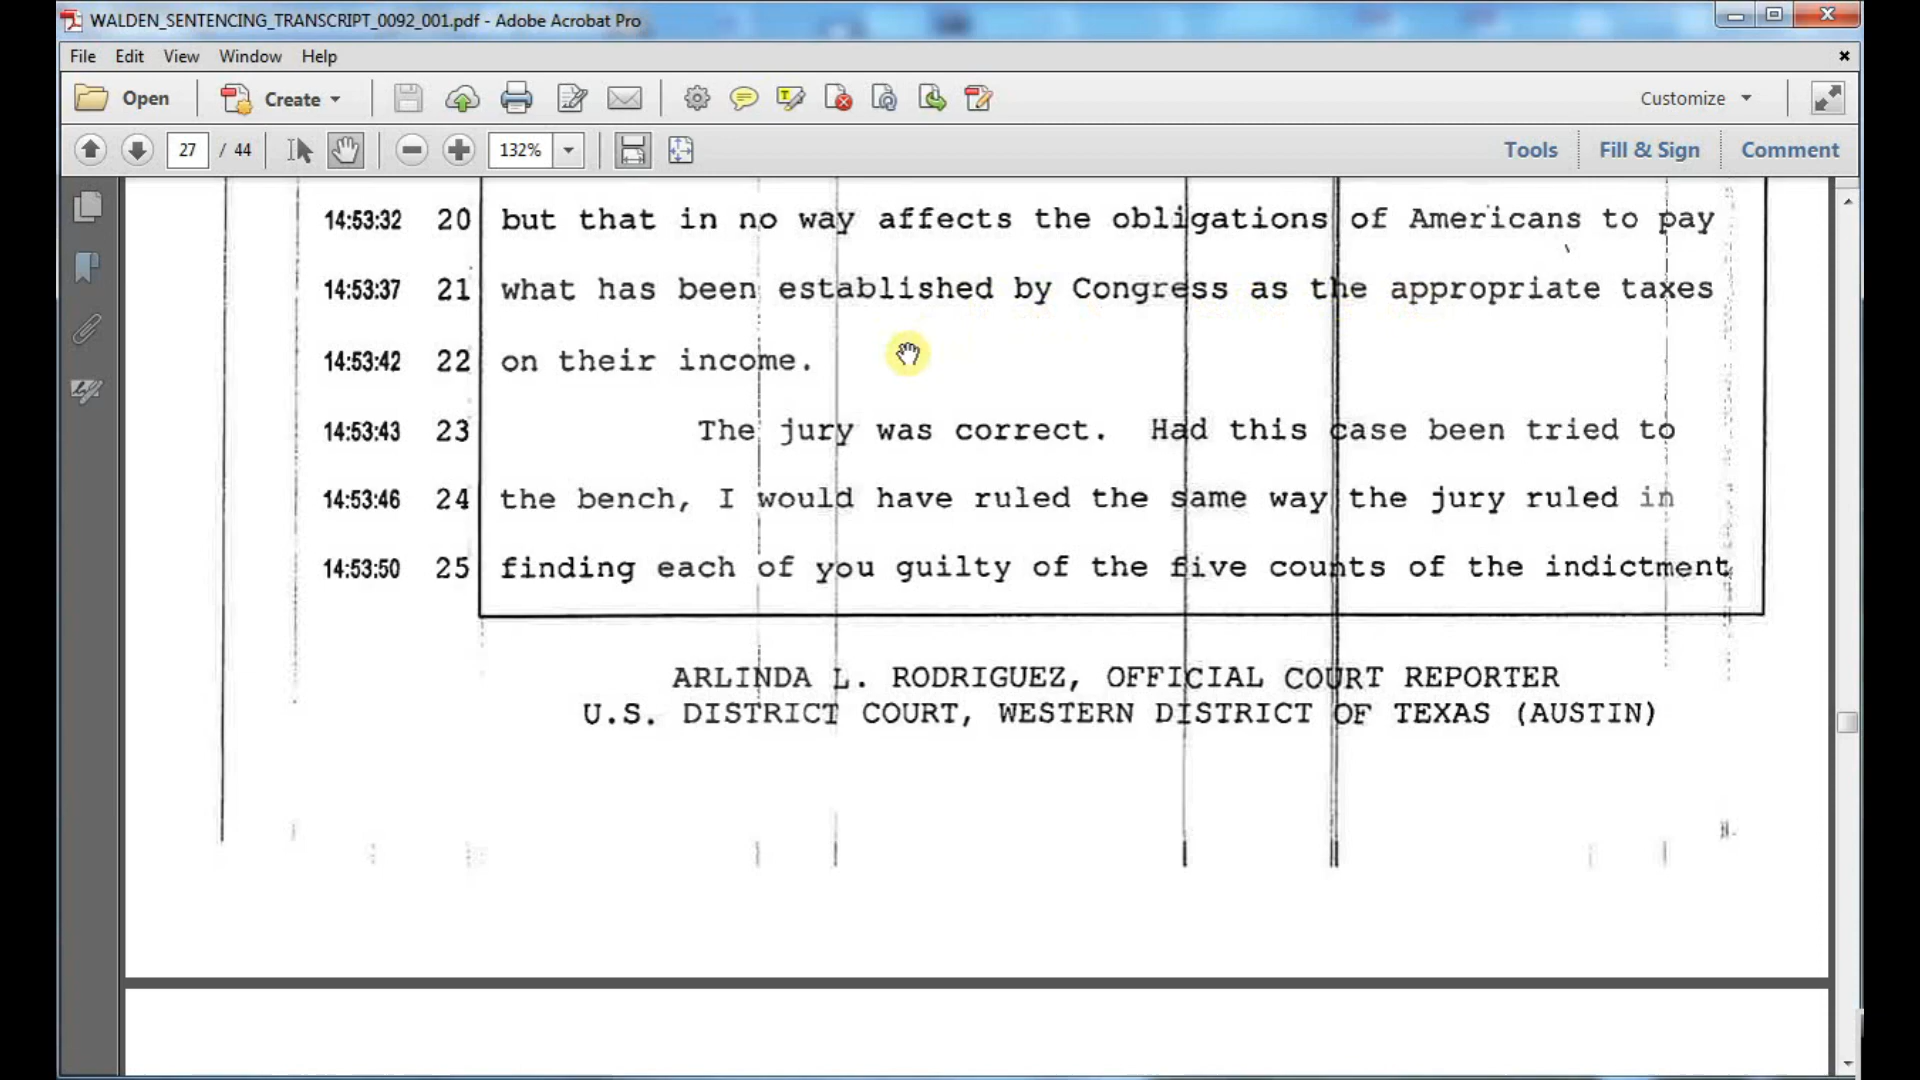 WALDEN_SENTENCING_TRANSCRIPT_0092_001.pdf - Adobe Acrobat Pro
File Edit View Window Help
Open Create Customize
27 / 44 132% Tools Fill & Sign Comment
14:53:32 20 but that in no way affects the obligations of Americans to pay
14:53:37 21 what has been established by Congress as the appropriate taxes
14:53:42 22 on their income.
14:53:43 23 The jury was correct. Had this case been tried to
14:53:46 24 the bench, I would have ruled the same way the jury ruled in
14:53:50 25 finding each of you guilty of the five counts of the indictment
ARLINDA L. RODRIGUEZ, OFFICIAL COURT REPORTER
U.S. DISTRICT COURT, WESTERN DISTRICT OF TEXAS (AUSTIN)